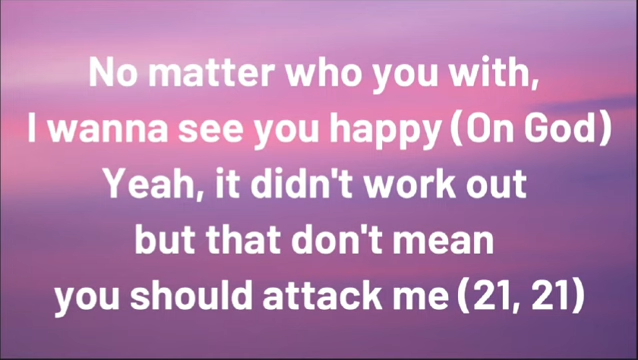 No matter who you with,
I wanna see you happy (On God)
Yeah, it didn't work out
but that don't mean
you should attack me (21, 21)